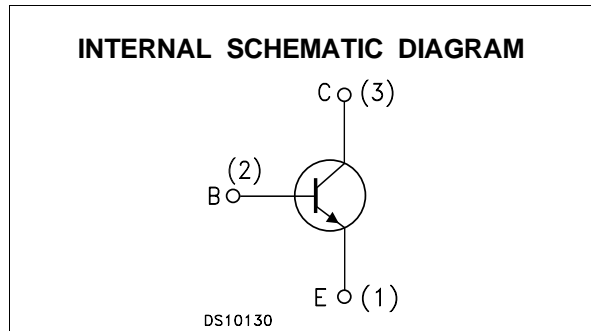 INTERNAL SCHEMATIC DIAGRAM
C (3)
(2)
B
E (1)
DS10130